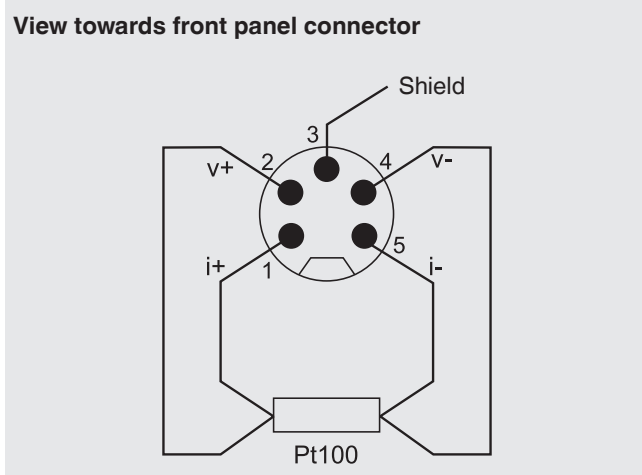 View towards front panel connector
Shield
3
v+ 2 4 v-
i+ 1 5 i-
Pt100